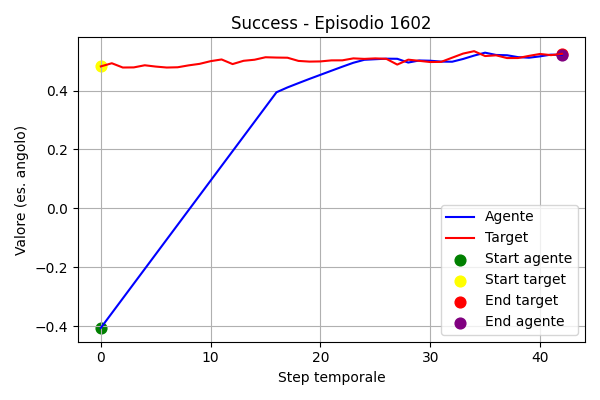 Success - Episodio 1602
Valore (es. angolo)
0.4
0.2
0.0
−0.2
−0.4
0
10
20
30
40
Step temporale
Agente
Target
Start agente
Start target
End target
End agente